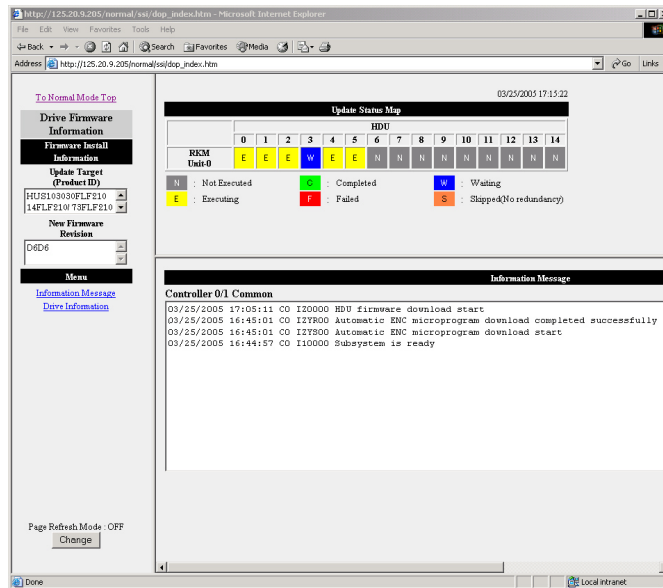 http://125.20.9.205/normal/ssi/dop_index.htm - Microsoft Internet Explorer
File Edit View Favorites Tools Help
Back Search Favorites Media
Address http://125.20.9.205/normal/ssi/dop_index.htm Go Links
To Normal Mode Top
Drive Firmware
Information
Firmware Install
Information
Update Target
(Product ID)
HUS103030FLF210
14FLF210/73FLF210
New Firmware
Revision
D6D6
Menu
Information Message
Drive Information
Page Refresh Mode : OFF
Change
03/25/2005 17:15:22
Update Status Map
HDU
0 1 2 3 4 5 6 7 8 9 10 11 12 13 14
RKM
Unit-0 E E E W E E N N N N N N N N N
N : Not Executed C : Completed W : Waiting
E : Executing F : Failed S : Skipped(No redundancy)
Information Message
Controller 0/1 Common
03/25/2005 17:05:11 C0 IZ0000 HDU firmware download start
03/25/2005 16:45:01 C0 IZYR00 Automatic ENC microprogram download completed successfully
03/25/2005 16:45:01 C0 IZYS00 Automatic ENC microprogram download start
03/25/2005 16:44:57 C0 I10000 Subsystem is ready
Done Local intranet